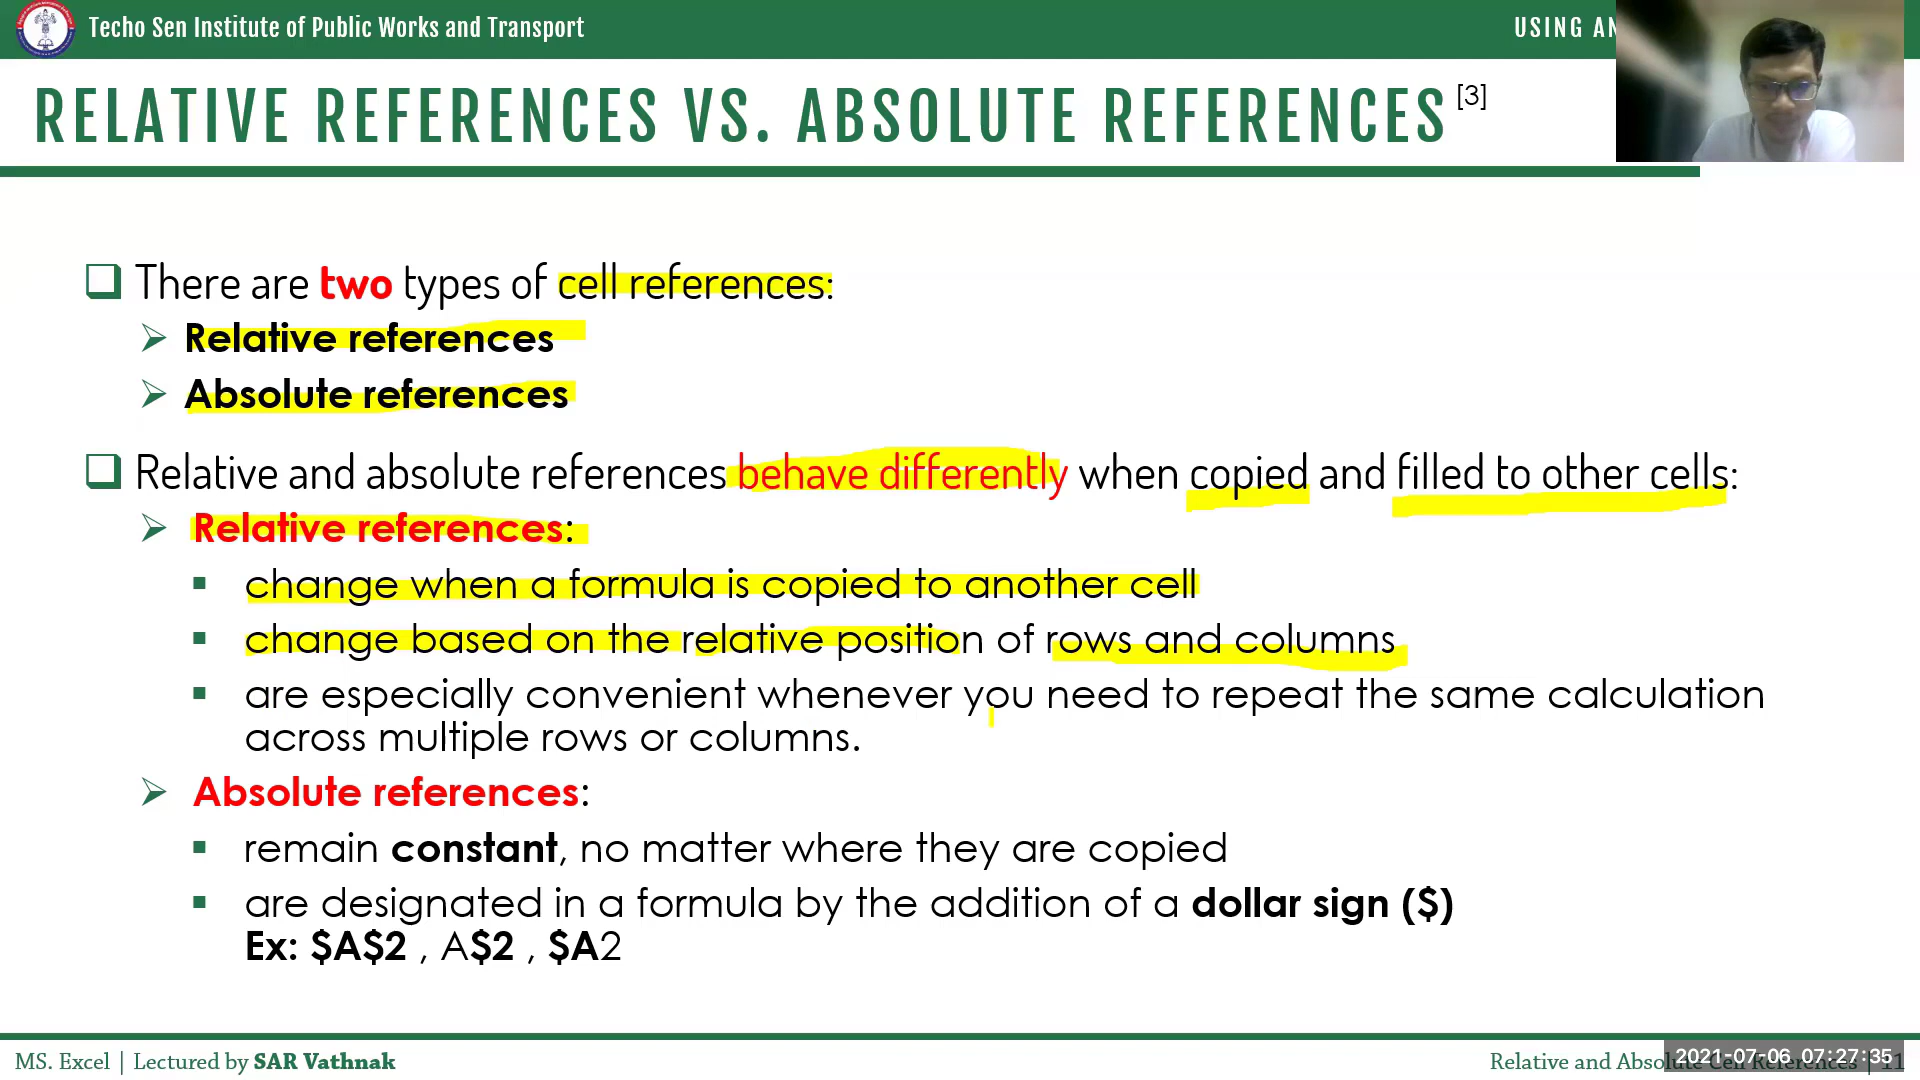 Techo Sen Institute of Public Works and Transport
USING AN
RELATIVE REFERENCES VS. ABSOLUTE REFERENCES [3]
There are two types of cell references:
Relative references
Absolute references
Relative and absolute references behave differently when copied and filled to other cells:
Relative references:
change when a formula is copied to another cell
change based on the relative position of rows and columns
are especially convenient whenever you need to repeat the same calculation
across multiple rows or columns.
Absolute references:
remain constant, no matter where they are copied
are designated in a formula by the addition of a dollar sign ($)
Ex: $A$2 , A$2 , $A2
MS. Excel | Lectured by SAR Vathnak
Relative and Absolute Cell References | 11
2021-07-06 07:27:35